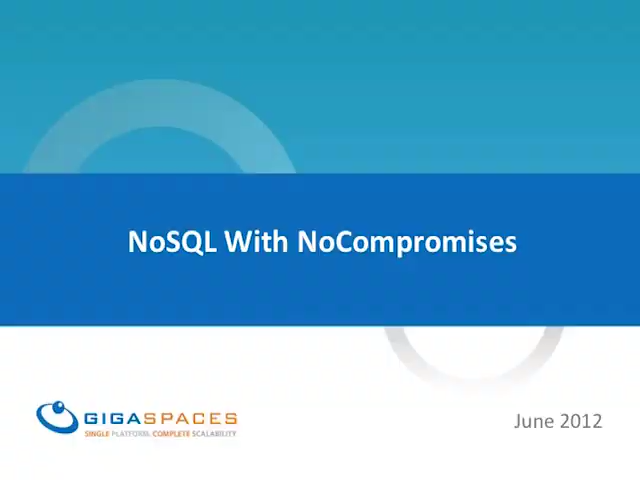 NoSQL With NoCompromises
GIGASPACES
SINGLE PLATFORM. COMPLETE SCALABILITY
June 2012